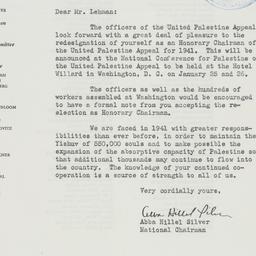 Dear Mr. Lehman:
The officers of the United Palestine Appeal
look forward with a great deal of pleasure to the
redesignation of yourself as an Honorary Chairman of
the United Palestine Appeal for 1941. This will be
announced at the National Conference for Palestine of
the United Palestine Appeal to be held at the Hotel
Willard in Washington, D. C. on January 25 and 26.
The officers as well as the hundreds of
workers assembled at Washington would be encouraged
to have a formal note from you accepting the re-
election as Honorary Chairman.
We are faced in 1941 with greater respon-
sibilities than ever before, in order to maintain the
Yishuv of 550,000 souls and to make possible the
expansion of the absorptive capacity of Palestine so
that additional thousands may continue to flow into
the country. The knowledge of your continued co-
operation is a source of strength to all of us.
Very cordially yours,
Abba Hillel Silver
Abba Hillel Silver
National Chairman